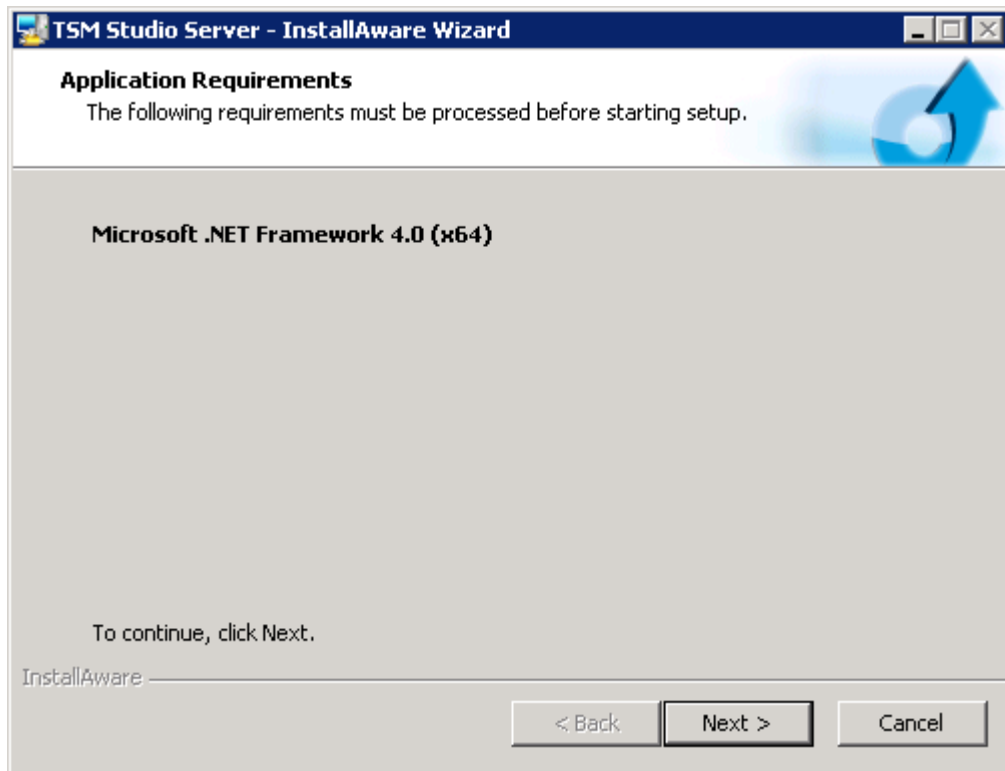 TSM Studio Server - InstallAware Wizard
Application Requirements
The following requirements must be processed before starting setup.
Microsoft .NET Framework 4.0 (x64)
To continue, click Next.
InstallAware
< Back
Next >
Cancel